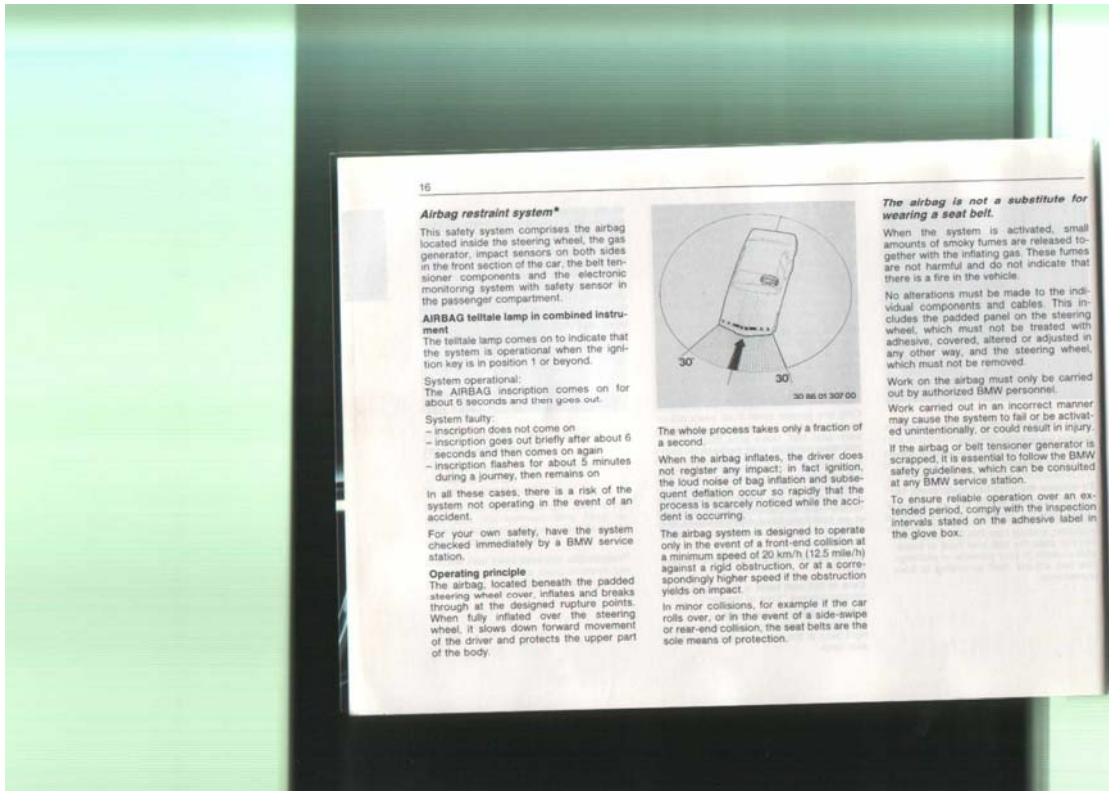 16
Airbag restraint system*
This safety system comprises the airbag
located inside the steering wheel, the gas
generator, impact sensors on both sides
in the front section of the car, the belt ten-
sioner components and the electronic
monitoring system with safety sensor in
the passenger compartment.
AIRBAG telltale lamp in combined instru-
ment
The telltale lamp comes on to indicate that
the system is operational when the igni-
tion key is in position 1 or beyond.
System operational:
The AIRBAG inscription comes on for
about 6 seconds and then goes out.
System faulty:
– inscription does not come on
– inscription goes out briefly after about 6
seconds and then comes on again
– inscription flashes for about 5 minutes
during a journey, then remains on
In all these cases, there is a risk of the
system not operating in the event of an
accident.
For your own safety, have the system
checked immediately by a BMW service
station.
Operating principle
The airbag, located beneath the padded
steering wheel cover, inflates and breaks
through at the designed rupture points.
When fully inflated over the steering
wheel, it slows down forward movement
of the driver and protects the upper part
of the body.
30°
30°
30 86 01 307 00
The whole process takes only a fraction of
a second.
When the airbag inflates, the driver does
not register any impact; in fact ignition,
the loud noise of bag inflation and subse-
quent deflation occur so rapidly that the
process is scarcely noticed while the acci-
dent is occurring.
The airbag system is designed to operate
only in the event of a front-end collision at
a minimum speed of 20 km/h (12.5 mile/h)
against a rigid obstruction, or at a corre-
spondingly higher speed if the obstruction
yields on impact.
In minor collisions, for example if the car
rolls over, or in the event of a side-swipe
or rear-end collision, the seat belts are the
sole means of protection.
The airbag is not a substitute for
wearing a seat belt.
When the system is activated, small
amounts of smoky fumes are released to-
gether with the inflating gas. These fumes
are not harmful and do not indicate that
there is a fire in the vehicle.
No alterations must be made to the indi-
vidual components and cables. This in-
cludes the padded panel on the steering
wheel, which must not be treated with
adhesive, covered, altered or adjusted in
any other way, and the steering wheel,
which must not be removed.
Work on the airbag must only be carried
out by authorized BMW personnel.
Work carried out in an incorrect manner
may cause the system to fail or be activat-
ed unintentionally, or could result in injury.
If the airbag or belt tensioner generator is
scrapped, it is essential to follow the BMW
safety guidelines, which can be consulted
at any BMW service station.
To ensure reliable operation over an ex-
tended period, comply with the inspection
intervals stated on the adhesive label in
the glove box.